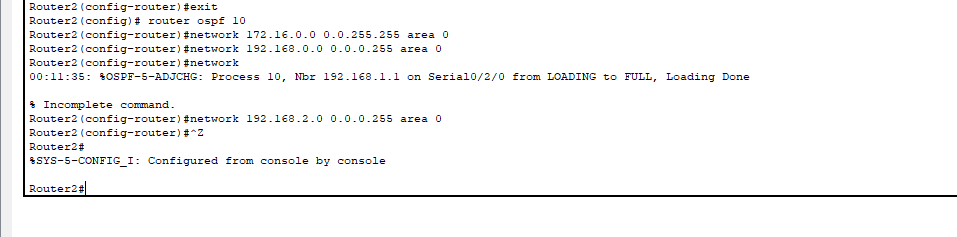 Router2(config-router)#exit
Router2(config)# router ospf 10
Router2(config-router)#network 172.16.0.0 0.0.255.255 area 0
Router2(config-router)#network 192.168.0.0 0.0.0.255 area 0
Router2(config-router)#network
00:11:35: %OSPF-5-ADJCHG: Process 10, Nbr 192.168.1.1 on Serial0/2/0 from LOADING to FULL, Loading Done
% Incomplete command.
Router2(config-router)#network 192.168.2.0 0.0.0.255 area 0
Router2(config-router)#^Z
Router2#
%SYS-5-CONFIG_I: Configured from console by console
Router2#